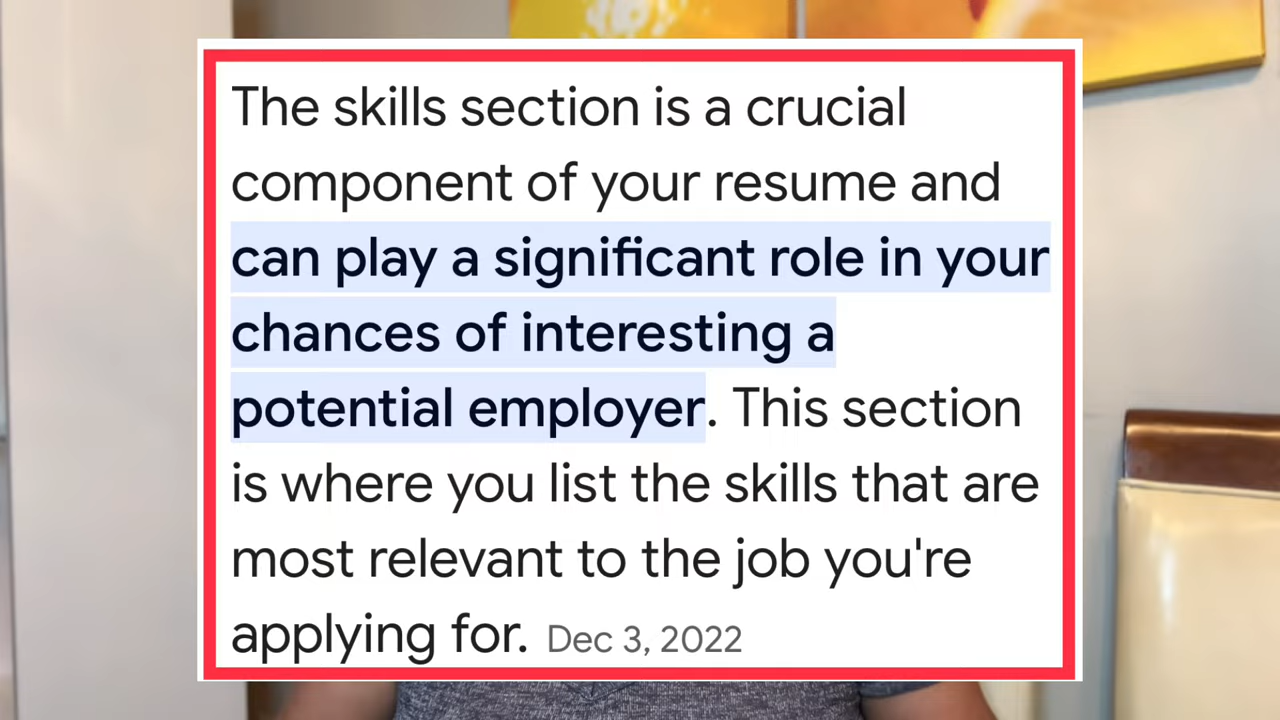 The skills section is a crucial
component of your resume and
can play a significant role in your
chances of interesting a
potential employer. This section
is where you list the skills that are
most relevant to the job you're
applying for. Dec 3, 2022